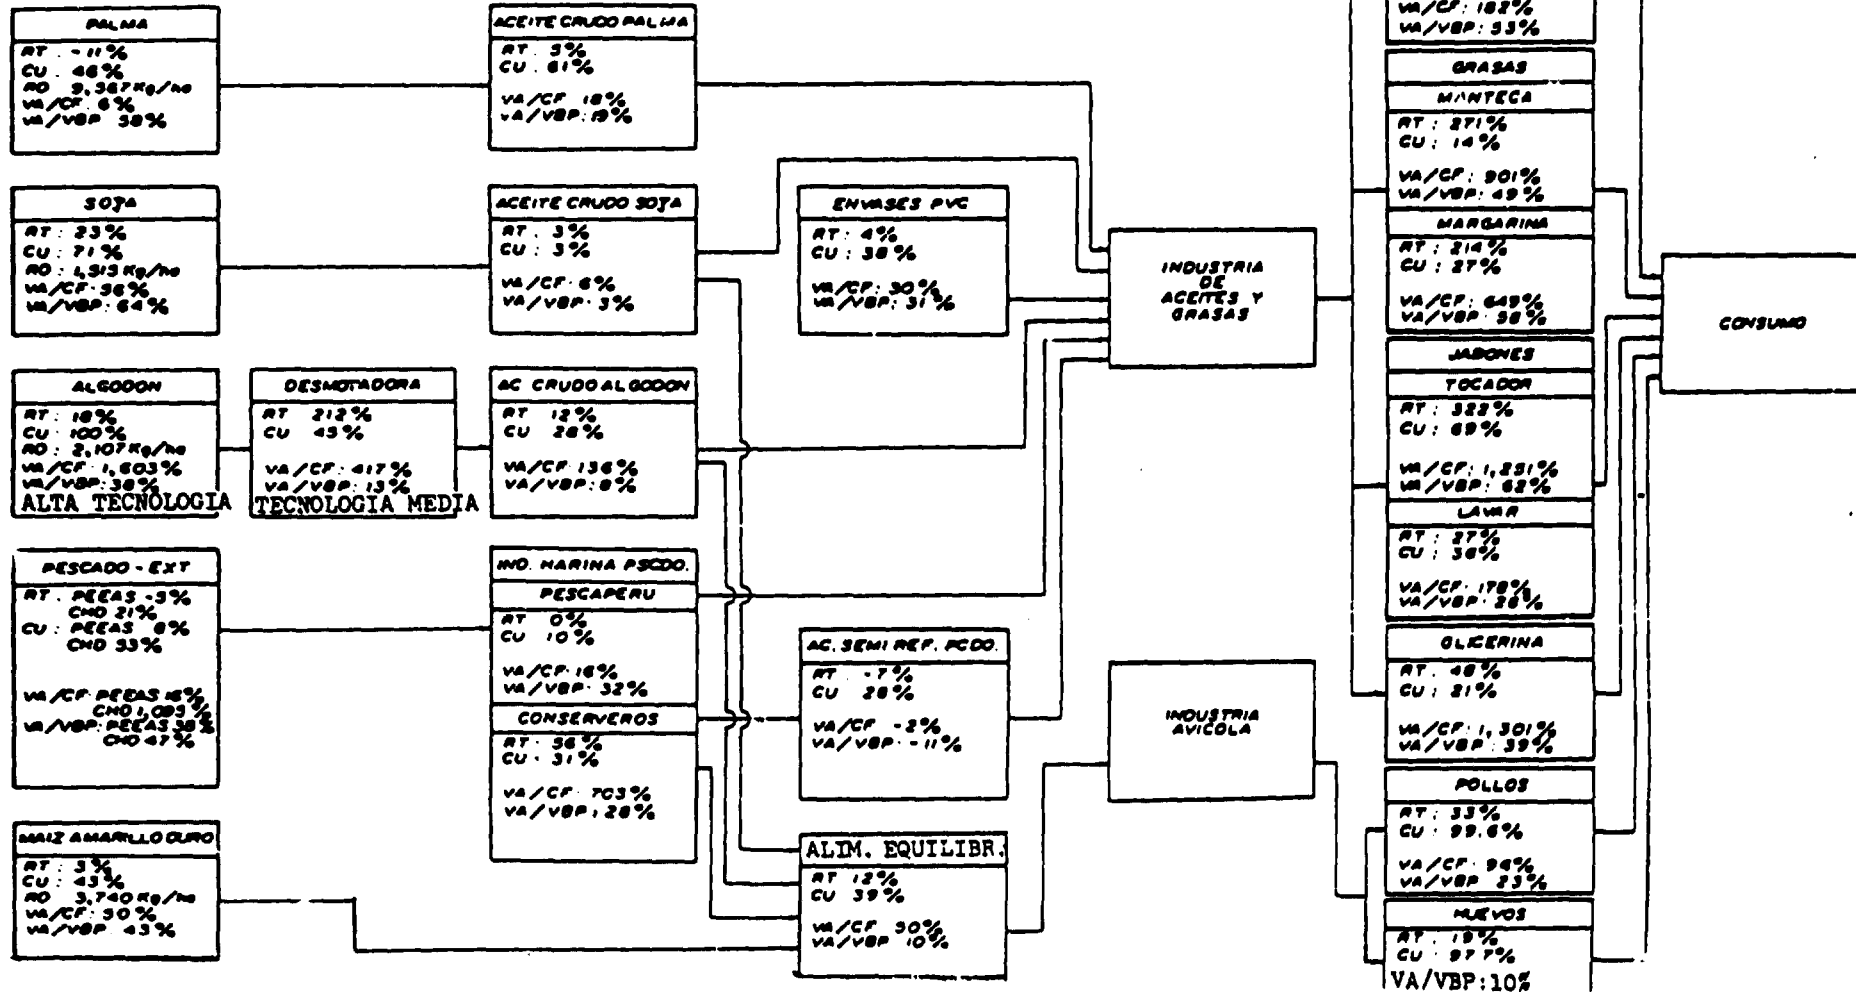 PALMA
RT : -11%
CU : 46%
RD 9,367 Kg/ha
VA/CF: 6%
VA/VBP 58%
ACEITE CRUDO PALMA
RT : 5%
CU : 61%
VA/CF 18%
VA/VBP: 19%
VA/CF: 182%
VA/VBP: 53%
GRASAS
MANTECA
RT : 271%
CU : 14%
VA/CF: 901%
VA/VBP: 49%
MARGARINA
RT : 214%
CU : 27%
VA/CF: 649%
VA/VBP: 58%
SOJA
RT : 23%
CU : 71%
RD : 1,515 Kg/ha
VA/CF: 56%
VA/VBP: 64%
ACEITE CRUDO SOJA
RT : 3%
CU : 3%
VA/CF: 6%
VA/VBP: 3%
ENVASES PVC
RT : 4%
CU : 38%
VA/CF: 30%
VA/VBP: 31%
INDUSTRIA
DE
ACEITES Y
GRASAS
CONSUMO
JABONES
TOCADOR
RT : 322%
CU : 69%
VA/CF: 1,251%
VA/VBP: 62%
LAVAR
RT : 27%
CU : 36%
VA/CF: 178%
VA/VBP: 26%
ALGODON
RT : 18%
CU : 100%
RD : 2,107 Kg/ha
VA/CF: 1,603%
VA/VBP: 38%
ALTA TECNOLOGIA
DESMOTADORA
RT 212%
CU 45%
VA/CF: 417%
VA/VBP: 13%
TECNOLOGIA MEDIA
AC CRUDO ALGODON
RT 12%
CU 28%
VA/CF: 136%
VA/VBP: 8%
PESCADO - EXT
RT : PEEAS -5%
CHD 21%
CU : PEEAS 8%
CHD 53%
VA/CF: PEEAS 16%
CHD 1,093%
VA/VBP: PEEAS 38%
CHD 47%
IND. HARINA PSCDO.
PESCAPERU
RT 0%
CU 10%
VA/CF: 16%
VA/VBP: 32%
CONSERVEROS
RT : 56%
CU : 31%
VA/CF: 703%
VA/VBP: 28%
AC. SEMI REF. PCDO.
RT : -7%
CU 28%
VA/CF -2%
VA/VBP: -11%
INDUSTRIA
AVICOLA
GLICERINA
RT : 48%
CU : 21%
VA/CF: 1,301%
VA/VBP: 39%
POLLOS
RT : 33%
CU : 99.6%
VA/CF: 94%
VA/VBP 23%
HUEVOS
RT : 19%
CU : 97.7%
VA/VBP:10%
MAIZ AMARILLO DURO
RT : 3%
CU : 43%
RD 3,740 Kg/ha
VA/CF: 50%
VA/VBP 43%
ALIM. EQUILIBR.
RT 12%
CU 39%
VA/CF 50%
VA/VBP 10%